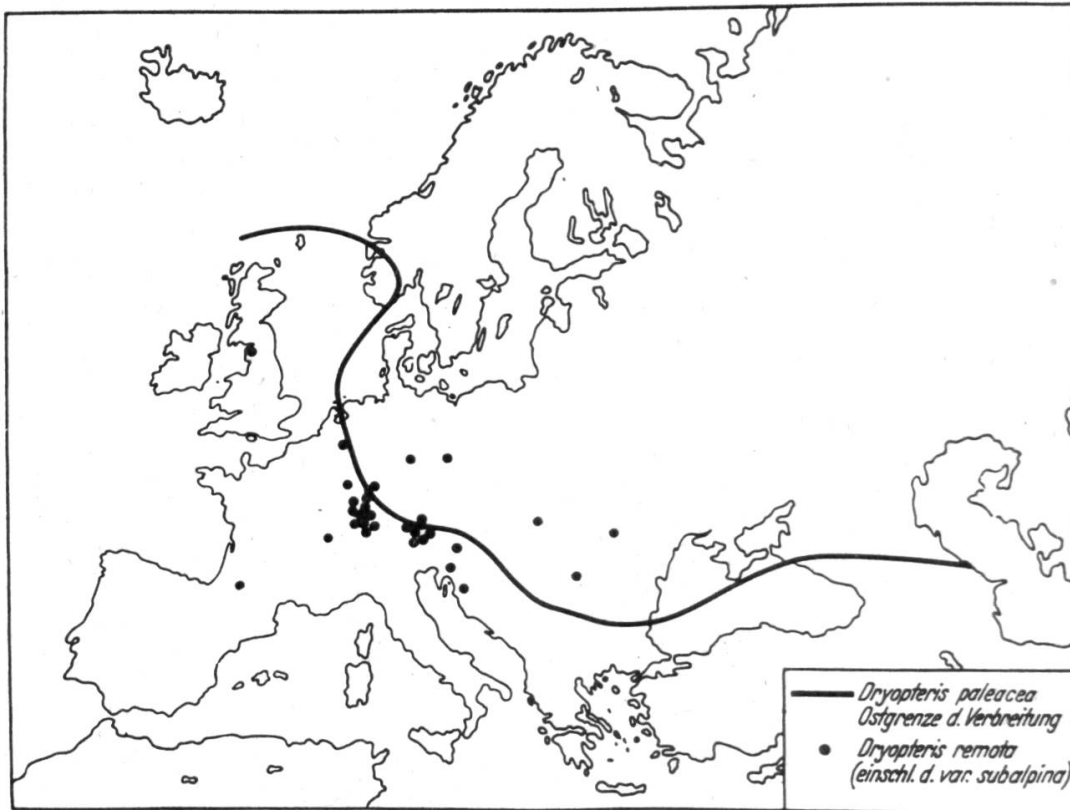 Dryopteris paleacea
Ostgrenze d. Verbreitung
Dryopteris remota
(einschl. d. var. subalpina)